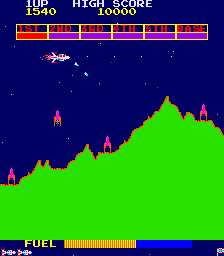 1UP HIGH SCORE
1540 10000
1ST 2ND 3RD 4TH 5TH BASE
FUEL